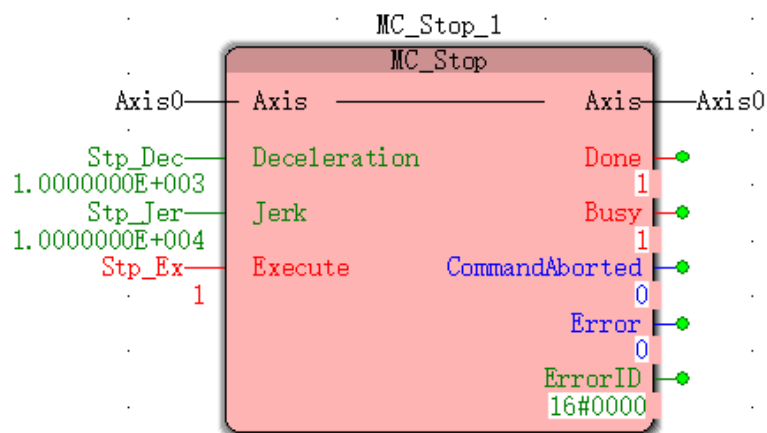 MC_Stop_1
MC_Stop
Axis0 Axis Axis Axis0
Stp_Dec Deceleration Done
1.0000000E+003 1
Stp_Jer Jerk Busy
1.0000000E+004 1
Stp_Ex Execute CommandAborted
1 0
Error
0
ErrorID
16#0000